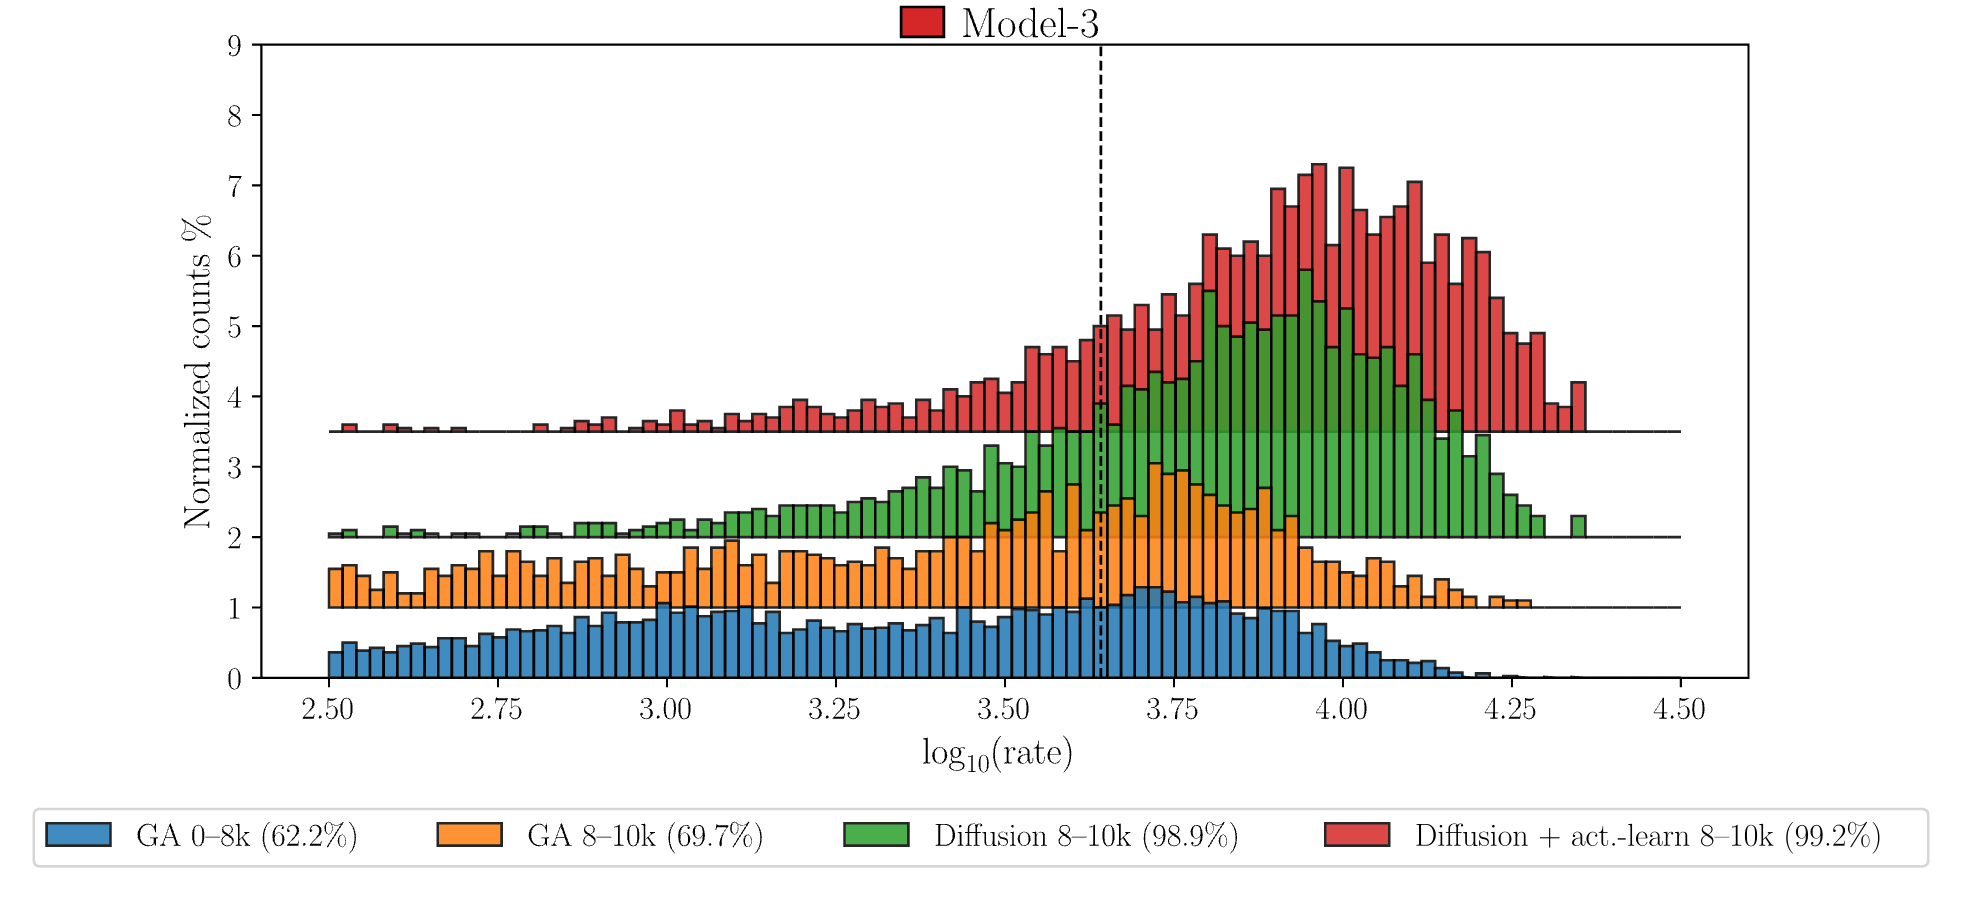 Model-3
9
8
7
6
5
4
3
2
1
0
Normalized counts %
2.50 2.75 3.00 3.25 3.50 3.75 4.00 4.25 4.50
log10(rate)
GA 0–8k (62.2%) GA 8–10k (69.7%) Diffusion 8–10k (98.9%) Diffusion + act.-learn 8–10k (99.2%)